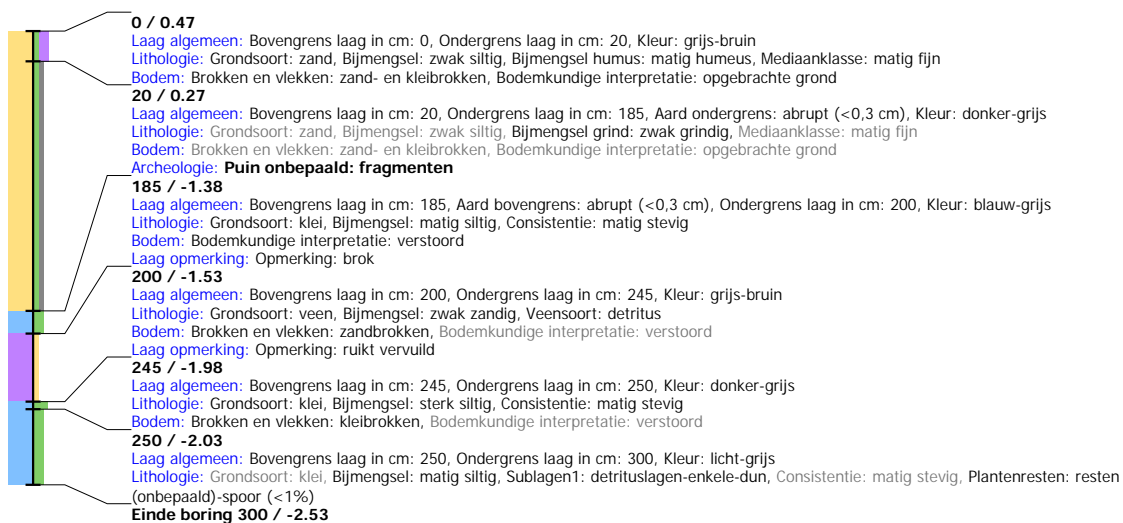 0 / 0.47
Laag algemeen: Bovengrens laag in cm: 0, Ondergrens laag in cm: 20, Kleur: grijs-bruin
Lithologie: Grondsoort: zand, Bijmengsel: zwak siltig, Bijmengsel humus: matig humeus, Mediaanklasse: matig fijn
Bodem: Brokken en vlekken: zand- en kleibrokken, Bodemkundige interpretatie: opgebrachte grond
20 / 0.27
Laag algemeen: Bovengrens laag in cm: 20, Ondergrens laag in cm: 185, Aard ondergrens: abrupt (<0,3 cm), Kleur: donker-grijs
Lithologie: Grondsoort: zand, Bijmengsel: zwak siltig, Bijmengsel grind: zwak grindig, Mediaanklasse: matig fijn
Bodem: Brokken en vlekken: zand- en kleibrokken, Bodemkundige interpretatie: opgebrachte grond
Archeologie: Puin onbepaald: fragmenten
185 / -1.38
Laag algemeen: Bovengrens laag in cm: 185, Aard bovengrens: abrupt (<0,3 cm), Ondergrens laag in cm: 200, Kleur: blauw-grijs
Lithologie: Grondsoort: klei, Bijmengsel: matig siltig, Consistentie: matig stevig
Bodem: Bodemkundige interpretatie: verstoord
Laag opmerking: Opmerking: brok
200 / -1.53
Laag algemeen: Bovengrens laag in cm: 200, Ondergrens laag in cm: 245, Kleur: grijs-bruin
Lithologie: Grondsoort: veen, Bijmengsel: zwak zandig, Veensoort: detritus
Bodem: Brokken en vlekken: zandbrokken, Bodemkundige interpretatie: verstoord
Laag opmerking: Opmerking: ruikt vervuild
245 / -1.98
Laag algemeen: Bovengrens laag in cm: 245, Ondergrens laag in cm: 250, Kleur: donker-grijs
Lithologie: Grondsoort: klei, Bijmengsel: sterk siltig, Consistentie: matig stevig
Bodem: Brokken en vlekken: kleibrokken, Bodemkundige interpretatie: verstoord
250 / -2.03
Laag algemeen: Bovengrens laag in cm: 250, Ondergrens laag in cm: 300, Kleur: licht-grijs
Lithologie: Grondsoort: klei, Bijmengsel: matig siltig, Sublagen1: detrituslagen-enkele-dun, Consistentie: matig stevig, Plantenresten: resten
(onbepaald)-spoor (<1%)
Einde boring 300 / -2.53